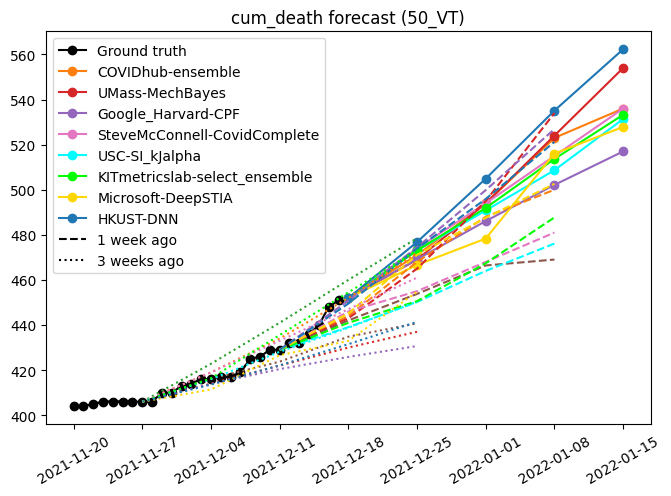 cum_death forecast (50_VT)
560
540
520
500
480
460
440
420
400
Ground truth
COVIDhub-ensemble
UMass-MechBayes
Google_Harvard-CPF
SteveMcConnell-CovidComplete
USC-SI_kJalpha
KITmetricslab-select_ensemble
Microsoft-DeepSTIA
HKUST-DNN
1 week ago
3 weeks ago
2021-11-20
2021-11-27
2021-12-04
2021-12-11
2021-12-18
2021-12-25
2022-01-01
2022-01-08
2022-01-15